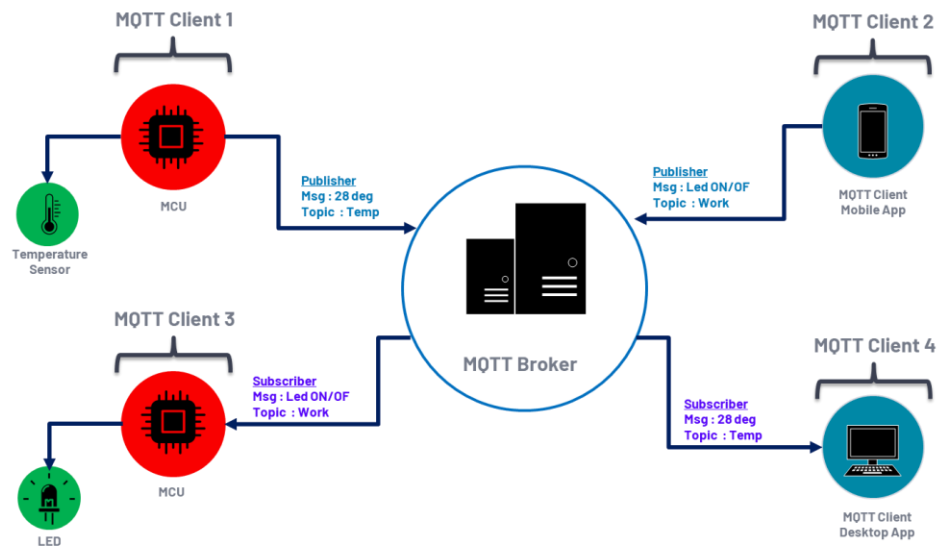 MQTT Client 1
MCU
Temperature
Sensor
Publisher
Msg : 28 deg
Topic : Temp
MQTT Client 2
MQTT Client
Mobile App
Publisher
Msg : Led ON/OF
Topic : Work
MQTT Broker
MQTT Client 3
MCU
LED
Subscriber
Msg : Led ON/OF
Topic : Work
MQTT Client 4
MQTT Client
Desktop App
Subscriber
Msg : 28 deg
Topic : Temp